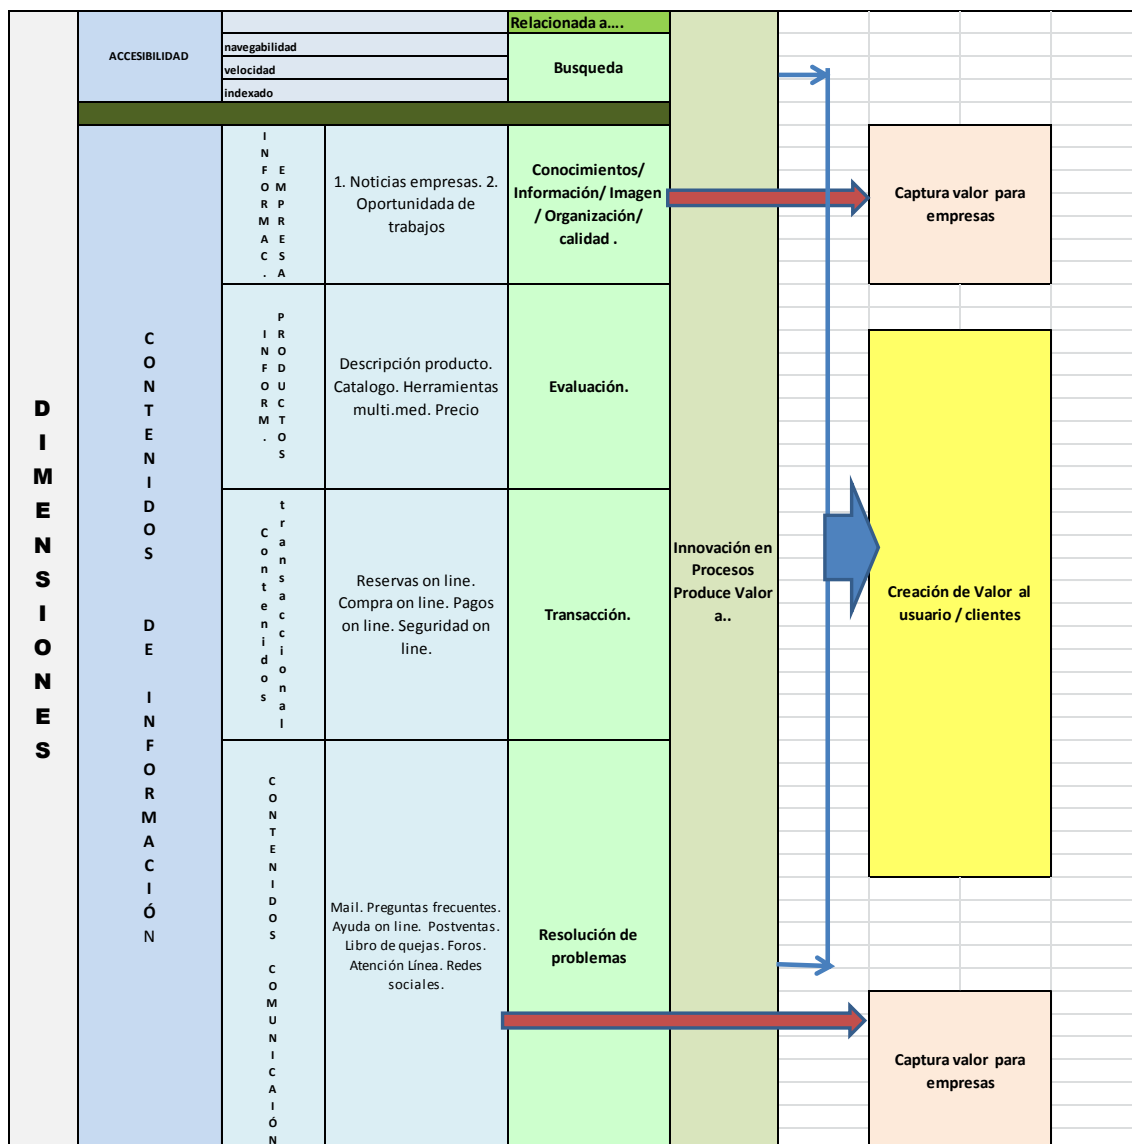 Relacionada a....
ACCESIBILIDAD
navegabilidad
velocidad
indexado
Busqueda
DIMENSIONES
CONTENIDOS DE INFORMACIÓN
INFORMAC. EMPRESA
1. Noticias empresas. 2.
Oportunidada de
trabajos
Conocimientos/
Información/ Imagen
/ Organización/
calidad .
Captura valor para
empresas
INFORM. PRODUCTOS
Descripción producto.
Catalogo. Herramientas
multi.med. Precio
Evaluación.
Contenidos transaccional
Reservas on line.
Compra on line. Pagos
on line. Seguridad on
line.
Transacción.
Innovación en
Procesos
Produce Valor
a..
Creación de Valor al
usuario / clientes
CONTENIDOS COMUNICAIÓN
Mail. Preguntas frecuentes.
Ayuda on line. Postventas.
Libro de quejas. Foros.
Atención Línea. Redes
sociales.
Resolución de
problemas
Captura valor para
empresas